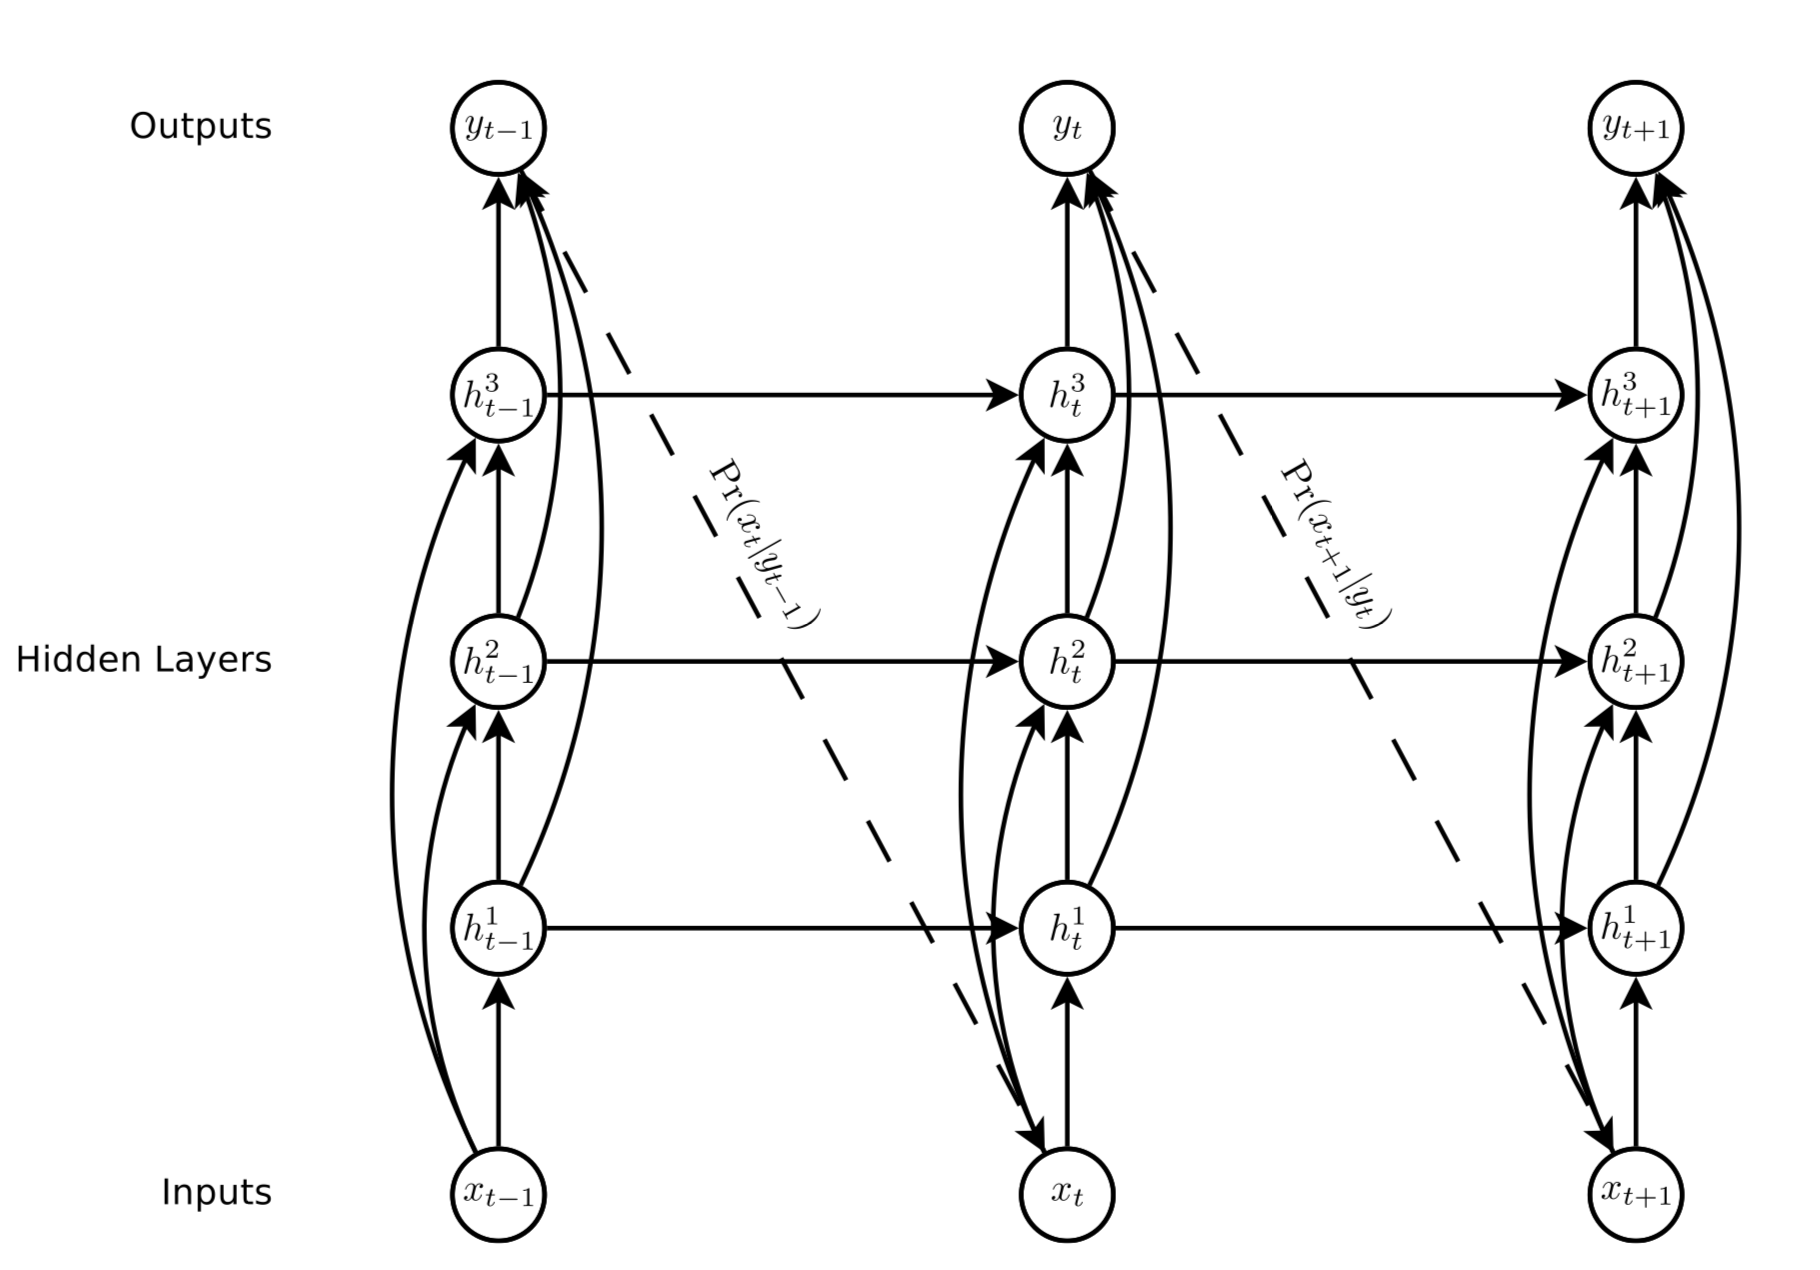 Outputs
y_{t-1} y_t y_{t+1}
h^3_{t-1} h^3_t h^3_{t+1}
Pr(x_t|y_{t-1}) Pr(x_{t+1}|y_t)
Hidden Layers
h^2_{t-1} h^2_t h^2_{t+1}
h^1_{t-1} h^1_t h^1_{t+1}
Inputs
x_{t-1} x_t x_{t+1}